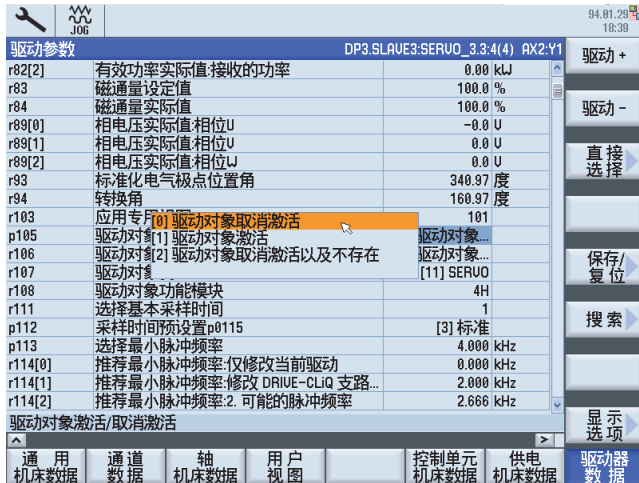 JOG
94.01.29
18:39
驱动参数 DP3.SLAVE3:SERVO_3.3:4(4) AX2:Y1
r82[2] 有效功率实际值:接收的功率 0.00 kW
r83 磁通量设定值 100.0 %
r84 磁通量实际值 100.0 %
r89[0] 相电压实际值:相位U -0.0 V
r89[1] 相电压实际值:相位V 0.0 V
r89[2] 相电压实际值:相位W 0.0 V
r93 标准化电气极点位置角 340.97 度
r94 转换角 160.97 度
r103 应用专用 101
[0] 驱动对象取消激活
p105 驱动对象 驱动对象...
[1] 驱动对象激活
r106 驱动对象 驱动对象...
[2] 驱动对象取消激活以及不存在
r107 驱动对象 [11] SERVO
r108 驱动对象功能模块 4H
r111 选择基本采样时间 1
p112 采样时间预设置p0115 [3] 标准
p113 选择最小脉冲频率 4.000 kHz
r114[0] 推荐最小脉冲频率:仅修改当前驱动 0.000 kHz
r114[1] 推荐最小脉冲频率:修改 DRIVE-CLiQ 支路... 2.000 kHz
r114[2] 推荐最小脉冲频率:2. 可能的脉冲频率 2.666 kHz
驱动对象激活/取消激活
驱动 +
驱动 -
直接
选择
保存/
复位
搜索
显示
选项
驱动器
数据
通用
机床数据
通道
数据
轴
机床数据
用户
视图
控制单元
机床数据
供电
机床数据